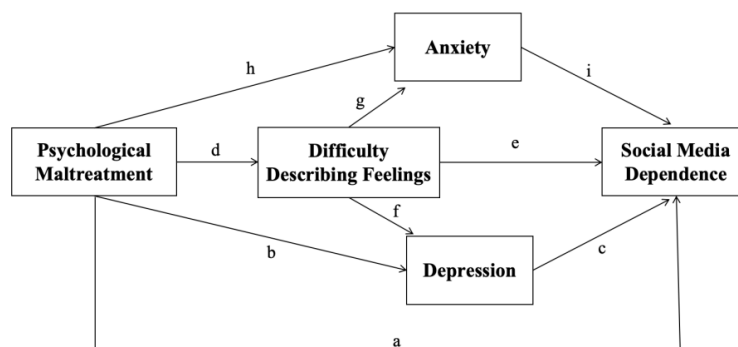 Anxiety
h
i
g
Psychological
Maltreatment
d
Difficulty
Describing Feelings
e
Social Media
Dependence
f
b
Depression
c
a